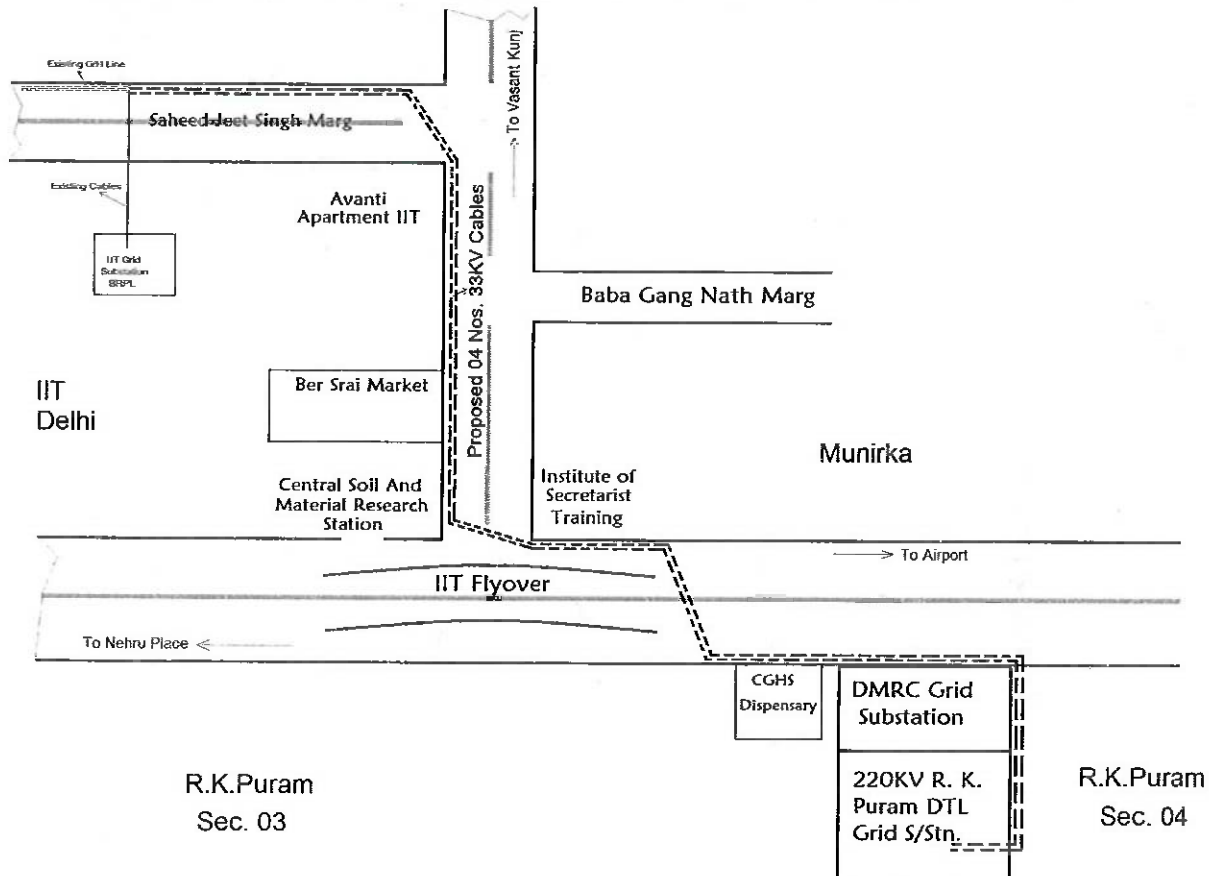 Existing Grid Line
To Vasant Kunj
Saheed Jeet Singh Marg
Existing Cables
Avanti
Apartment IIT
IIT Grid
Substation
BRPL
Proposed 04 Nos. 33KV Cables
Baba Gang Nath Marg
Ber Srai Market
IIT
Delhi
Munirka
Central Soil And
Material Research
Station
Institute of
Secretarist
Training
To Airport
IIT Flyover
To Nehru Place
CGHS
Dispensary
DMRC Grid
Substation
R.K.Puram
Sec. 03
220KV R. K.
Puram DTL
Grid S/Stn.
R.K.Puram
Sec. 04